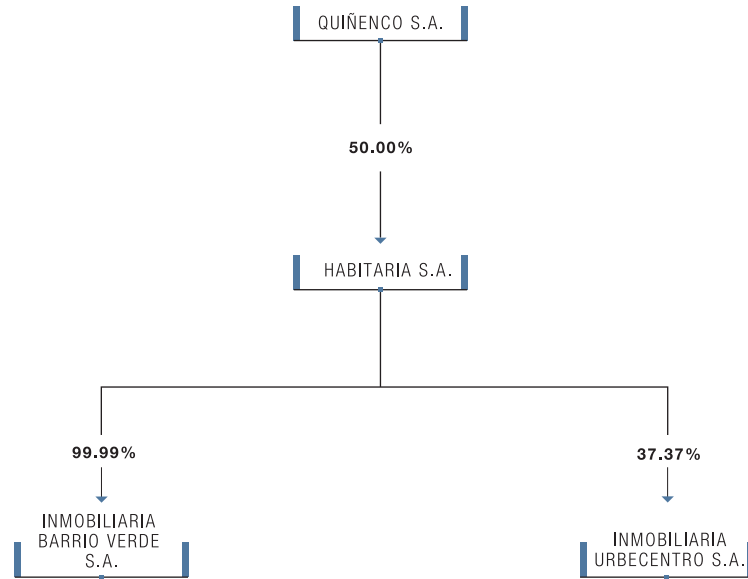 QUIÑENCO S.A.
50.00%
HABITARIA S.A.
99.99%
37.37%
INMOBILIARIA
BARRIO VERDE
S.A.
INMOBILIARIA
URBECENTRO S.A.